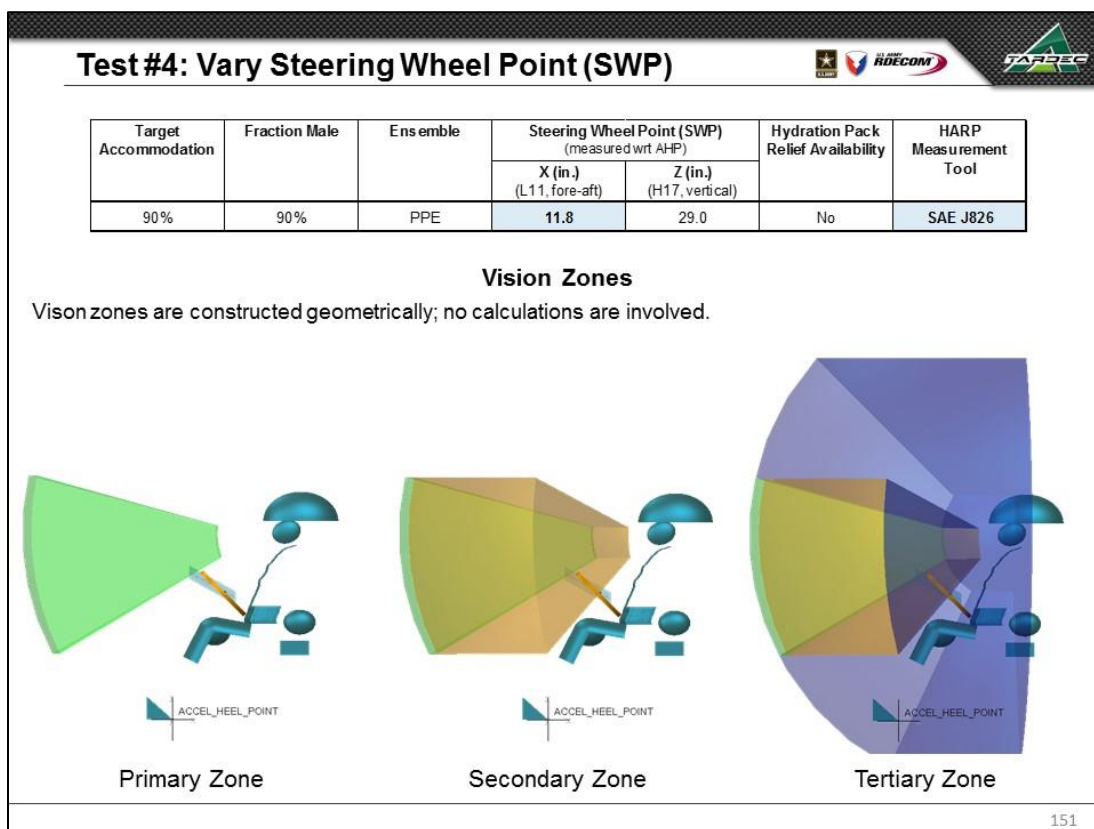 Test #4: Vary Steering Wheel Point (SWP)
U.S. ARMY
U.S. ARMY
RDECOM
TARDEC
Target Accommodation
Fraction Male
Ensemble
Steering Wheel Point (SWP)
(measured wrt AHP)
Hydration Pack Relief Availability
HARP Measurement Tool
X (in.)
(L11, fore-aft)
Z (in.)
(H17, vertical)
90%
90%
PPE
11.8
29.0
No
SAE J826
Vision Zones
Vison zones are constructed geometrically; no calculations are involved.
ACCEL_HEEL_POINT
ACCEL_HEEL_POINT
ACCEL_HEEL_POINT
Primary Zone
Secondary Zone
Tertiary Zone
151